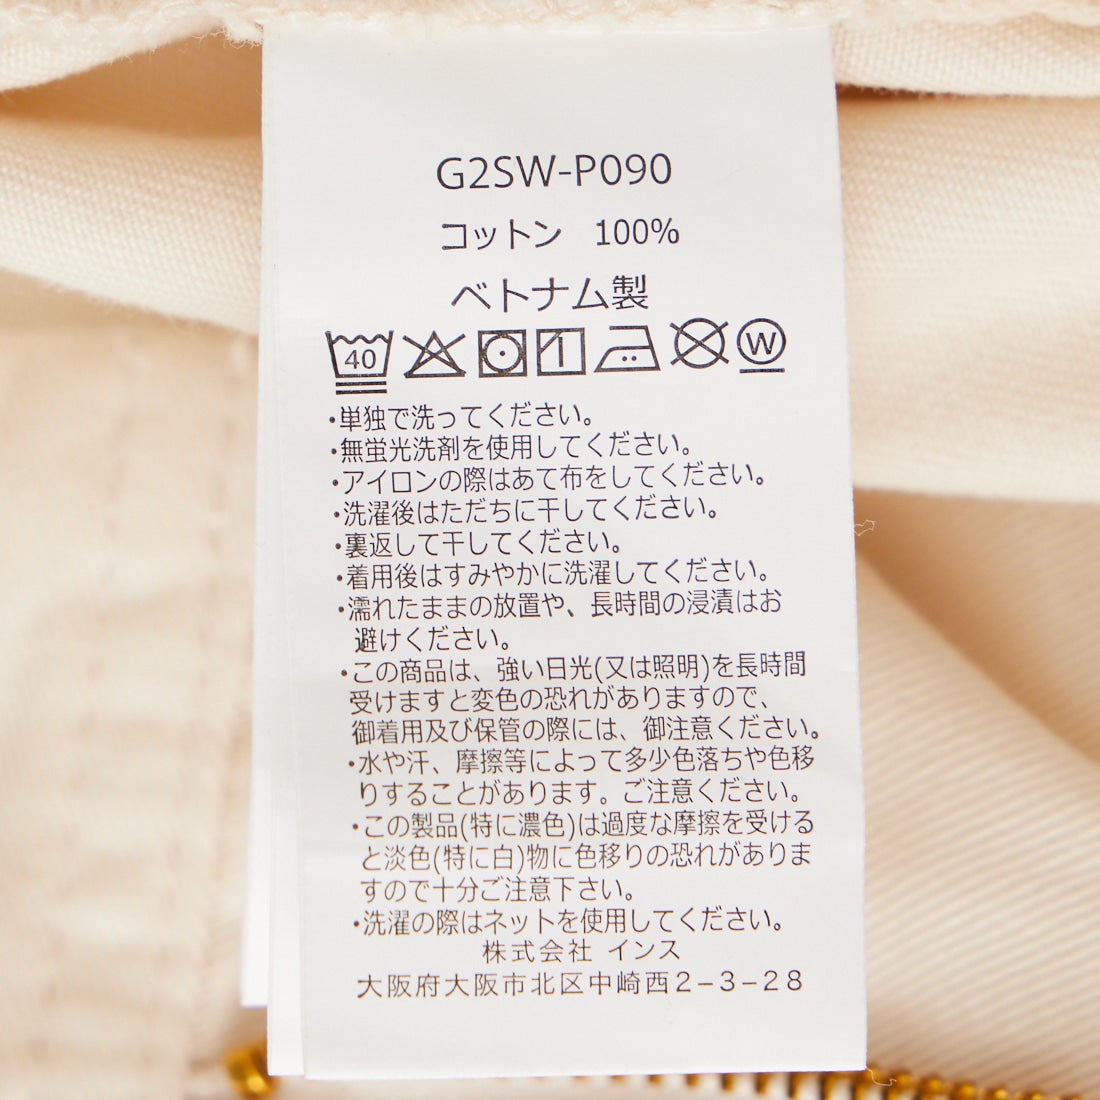 G2SW-P090
コットン 100%
ベトナム製
40 W
・単独で洗ってください。
・無蛍光洗剤を使用してください。
・アイロンの際はあて布をしてください。
・洗濯後はただちに干してください。
・裏返して干してください。
・着用後はすみやかに洗濯してください。
・濡れたままの放置や、長時間の浸漬はお
避けください。
・この商品は、強い日光(又は照明)を長時間
受けますと変色の恐れがありますので、
御着用及び保管の際には、御注意ください。
・水や汗、摩擦等によって多少色落ちや色移
りすることがあります。ご注意ください。
・この製品(特に濃色)は過度な摩擦を受ける
と淡色(特に白)物に色移りの恐れがありま
すので十分ご注意下さい。
・洗濯の際はネットを使用してください。
株式会社 インス
大阪府大阪市北区中崎西2-3-28